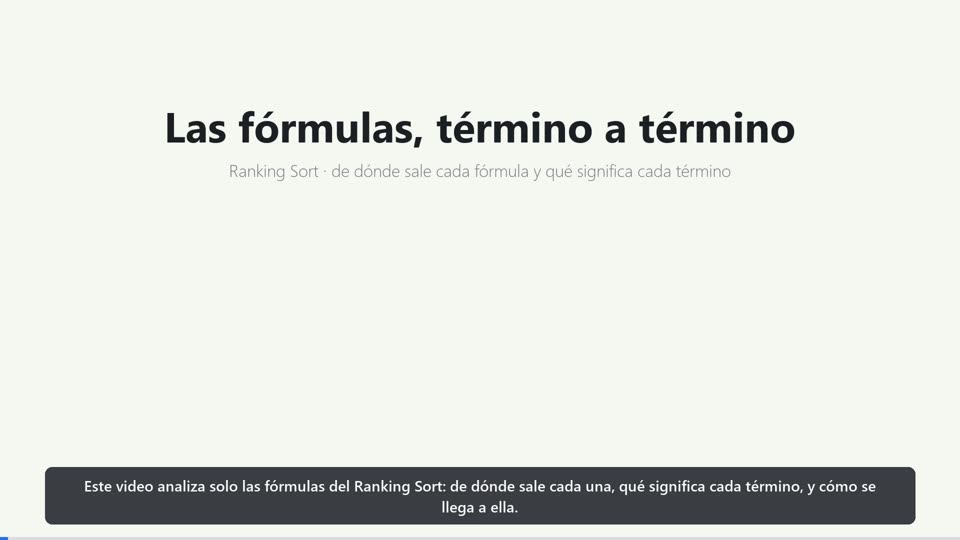 Las fórmulas, término a término
Ranking Sort · de dónde sale cada fórmula y qué significa cada término
Este video analiza solo las fórmulas del Ranking Sort: de dónde sale cada una, qué significa cada término, y cómo se
llega a ella.